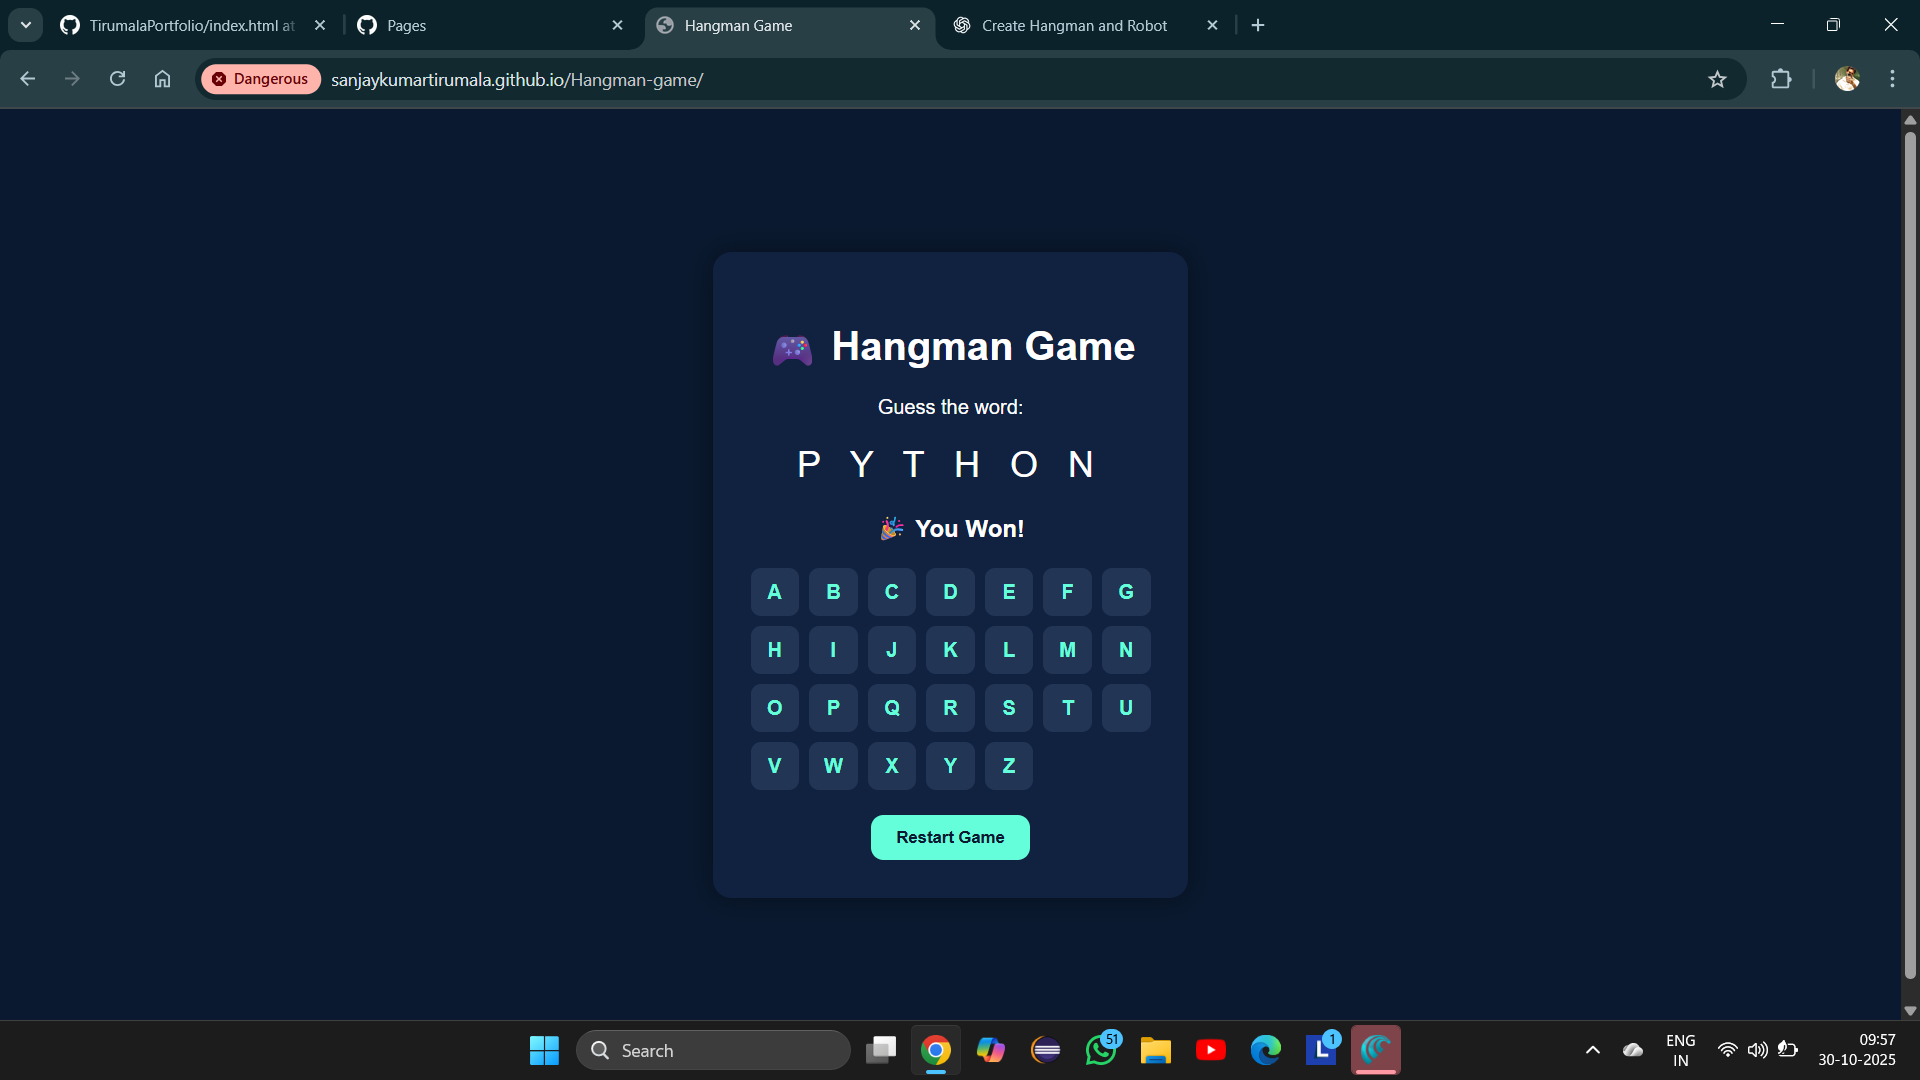 TirumalaPortfolio/index.html at
Pages
Hangman Game
Create Hangman and Robot
Dangerous
sanjaykumartirumala.github.io/Hangman-game/
Hangman Game
Guess the word:
P Y T H O N
🎉 You Won!
A B C D E F G
H I J K L M N
O P Q R S T U
V W X Y Z
Restart Game
Search
51
L 1
ENG
IN
09:57
30-10-2025